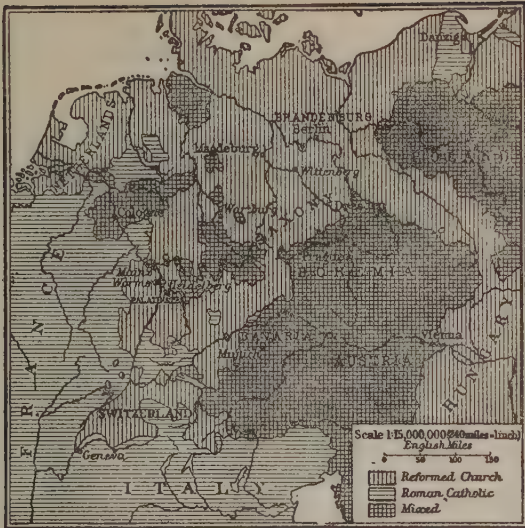 Danzig
BRANDENBURG
Berlin
Magdeburg
Wittenberg
POLAND
Cologne
Warburg
SAXONY
BOHEMIA
Mainz
Worms
Heidelberg
PALATINATE
FRANCE
BAVARIA
Munich
Vienna
AUSTRIA
HUNGARY
SWITZERLAND
Geneva
ITALY
Scale 1:15,000,000 (240 miles = 1 inch)
English Miles
0 50 100 150
Reformed Church
Roman Catholic
Mixed